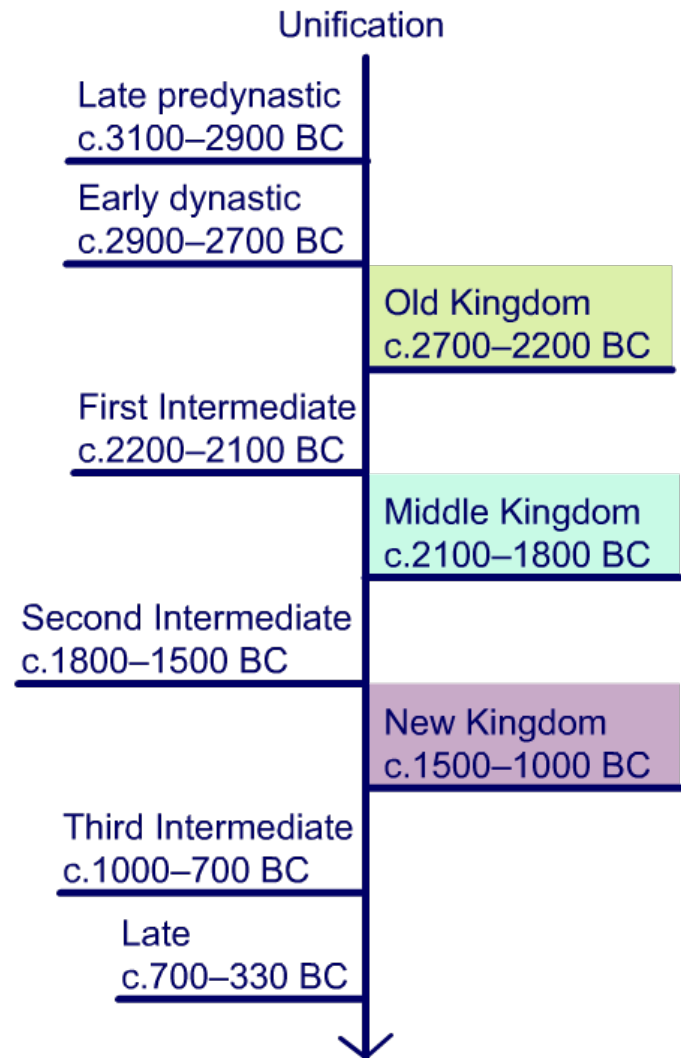 Unification
Late predynastic
c.3100–2900 BC
Early dynastic
c.2900–2700 BC
Old Kingdom
c.2700–2200 BC
First Intermediate
c.2200–2100 BC
Middle Kingdom
c.2100–1800 BC
Second Intermediate
c.1800–1500 BC
New Kingdom
c.1500–1000 BC
Third Intermediate
c.1000–700 BC
Late
c.700–330 BC